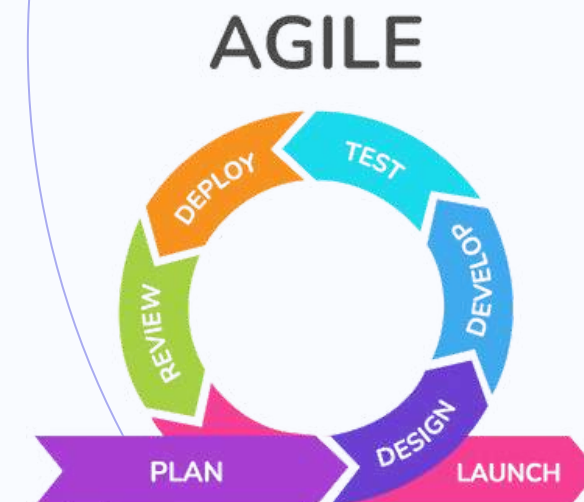 AGILE
PLAN
DESIGN
DEVELOP
TEST
DEPLOY
REVIEW
LAUNCH